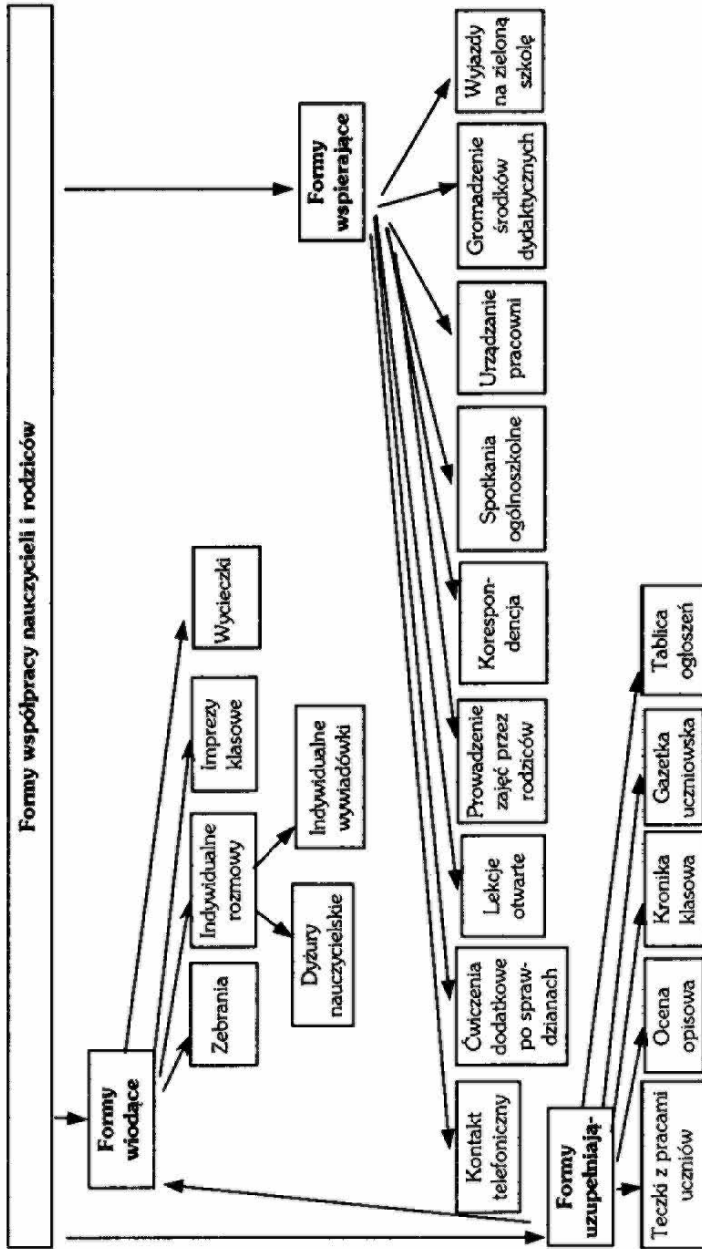 Formy współpracy nauczycieli i rodziców
Formy
wiodące
Zebrania
Indywidualne
rozmowy
Imprezy
klasowe
Wycieczki
Dyżury
nauczycielskie
Indywidualne
wywiadówki
Formy
wspierające
Kontakt
telefoniczny
Ćwiczenia
dodatkowe
po spraw-
dzianach
Lekcje
otwarte
Prowadzenie
zajęć przez
rodziców
Korespon-
dencja
Spotkania
ogólnoszkolne
Urządzanie
pracowni
Gromadzenie
środków
dydaktycznych
Wyjazdy
na zieloną
szkołę
Formy
uzupełniają-
Teczki z pracami
uczniów
Ocena
opisowa
Kronika
klasowa
Gazetka
uczniowska
Tablica
ogłoszeń